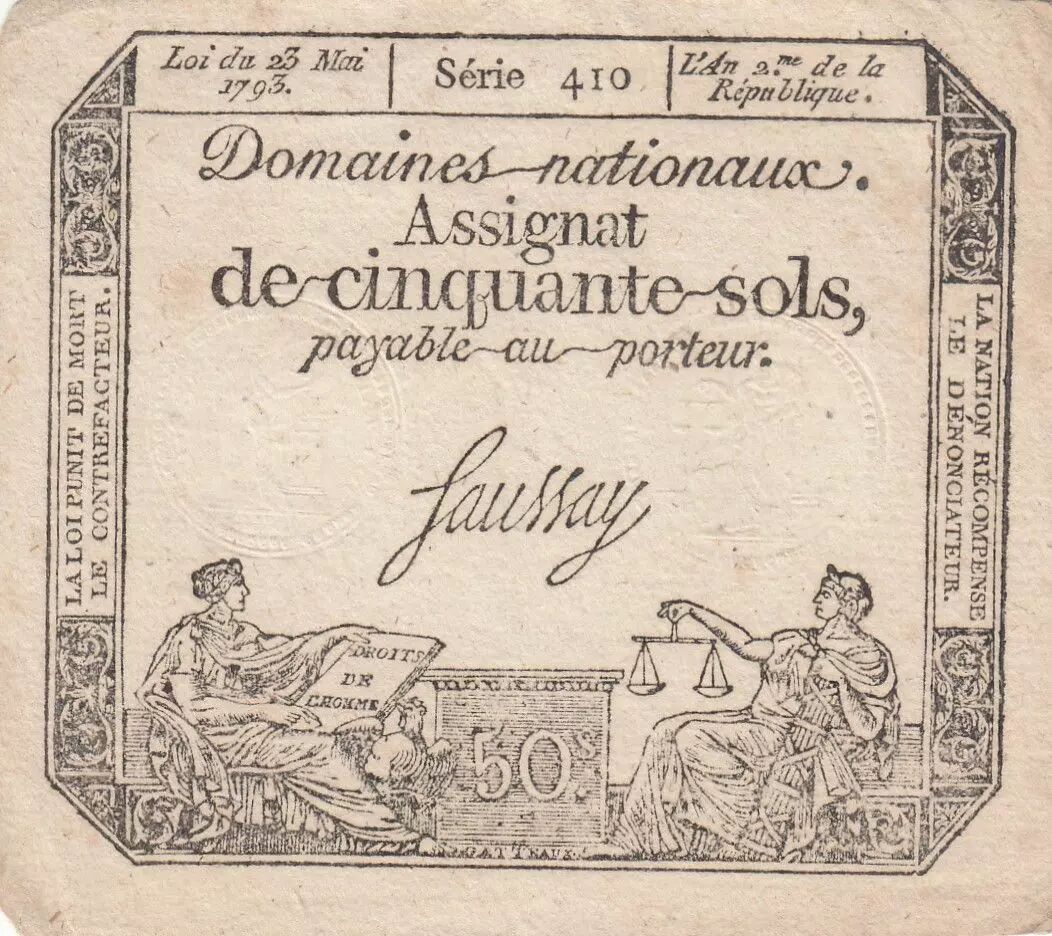 Loi du 23 Mai
1793.
Série 410
L'An 2.me de la
République.
Domaines nationaux.
Assignat
de cinquante sols,
payable au porteur.
LA LOI PUNIT DE MORT
LE CONTREFACTEUR.
LA NATION RÉCOMPENSE
LE DÉNONCIATEUR.
Saussay
DROITS
DE
L'HOMME
50.s